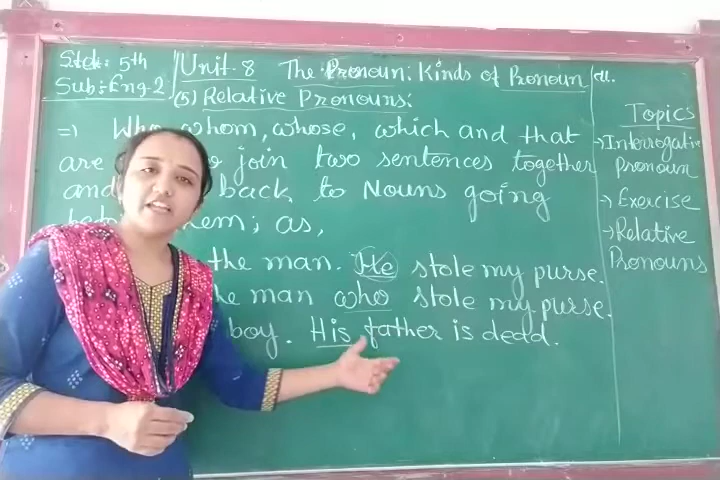 Std: 5th
Sub:- Eng-2
Unit-8 The Pronoun: Kinds of Pronoun
(5) Relative Pronouns:
⇒ Who, whom, whose, which and that
are join two sentences together
and back to Nouns going
them; as,
the man. He stole my purse.
man who stole my purse.
boy. His father is dead.
Topics
→ Interrogative
Pronoun
→ Exercise
→ Relative
Pronouns